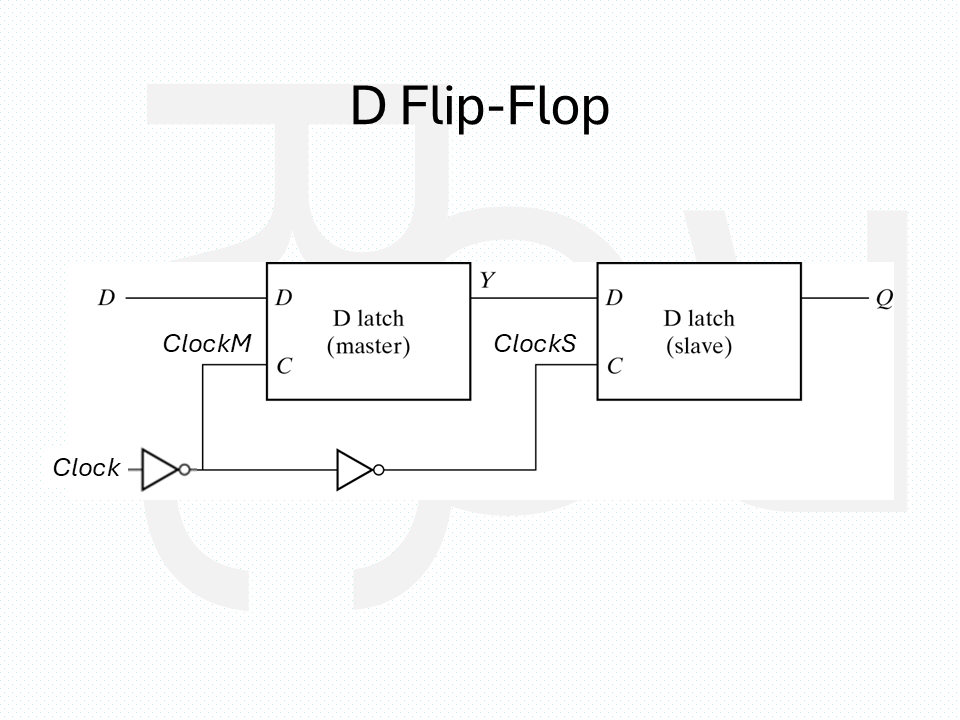 D Flip-Flop
D
D
D latch
(master)
Y
D
D latch
(slave)
Q
ClockM
C
ClockS
C
Clock